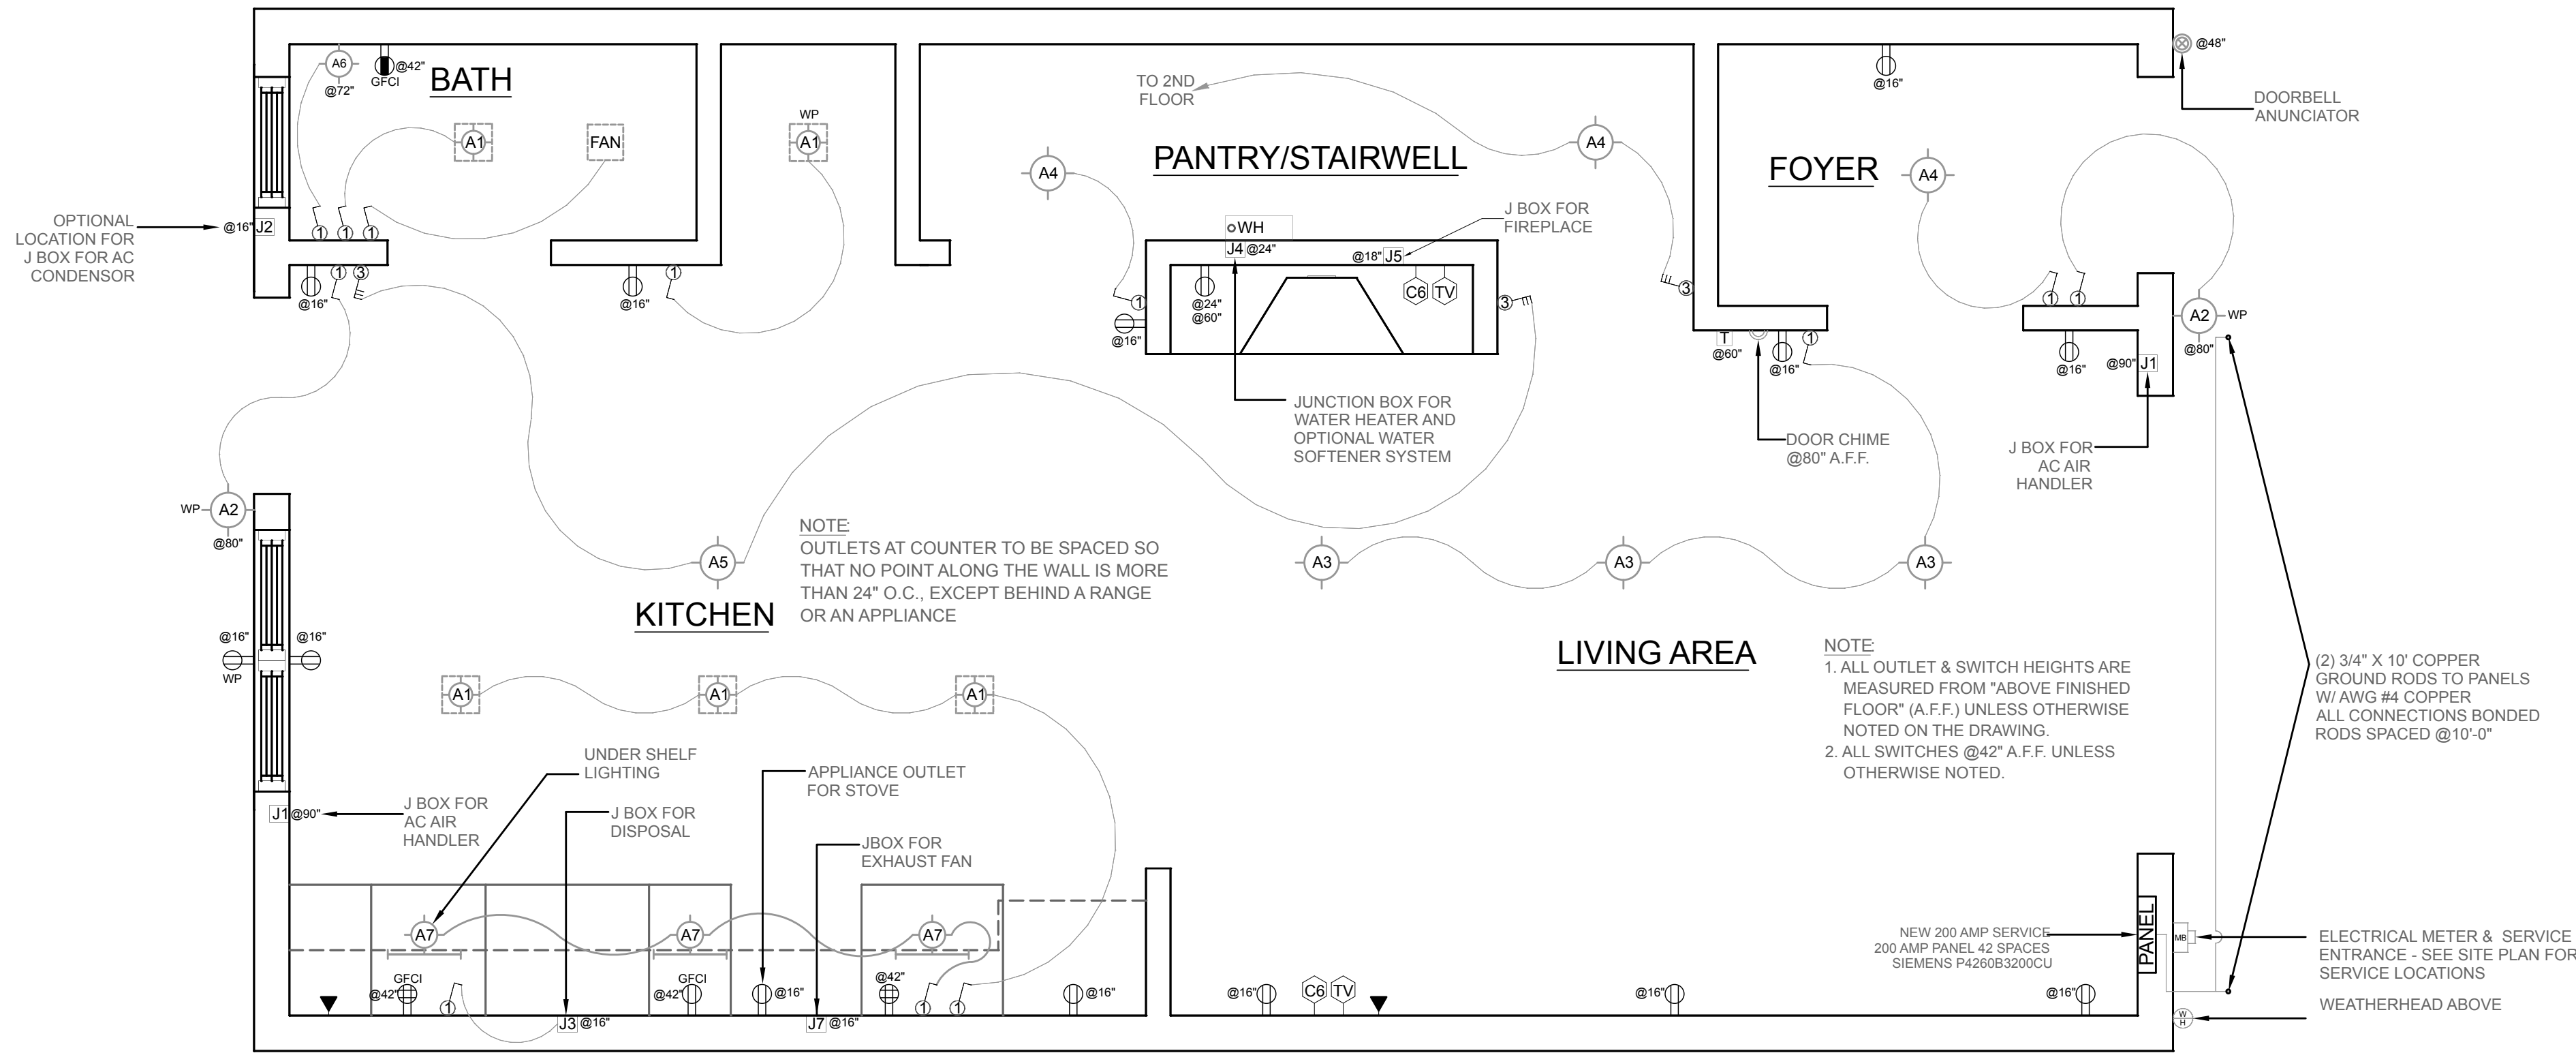 A6
@72"
@42"
GFCI
BATH
A1
FAN
WP
A1
TO 2ND
FLOOR
A4
PANTRY/STAIRWELL
A4
@16"
FOYER
A4
@48"
DOORBELL
ANUNCIATOR
OPTIONAL
LOCATION FOR
J BOX FOR AC
CONDENSOR
@16"
J2
1
1
1
1
3
@16"
@16"
1
WH
J4
@24"
@18"
J5
J BOX FOR
FIREPLACE
1
@16"
@24"
@60"
C6
TV
3
3
T
@60"
@16"
1
1
1
@16"
@90"
J1
A2
WP
@80"
JUNCTION BOX FOR
WATER HEATER AND
OPTIONAL WATER
SOFTENER SYSTEM
DOOR CHIME
@80" A.F.F.
J BOX FOR
AC AIR
HANDLER
WP
A2
@80"
A5
NOTE:
OUTLETS AT COUNTER TO BE SPACED SO
THAT NO POINT ALONG THE WALL IS MORE
THAN 24" O.C., EXCEPT BEHIND A RANGE
OR AN APPLIANCE
KITCHEN
A3
A3
A3
LIVING AREA
NOTE:
1. ALL OUTLET & SWITCH HEIGHTS ARE
MEASURED FROM "ABOVE FINISHED
FLOOR" (A.F.F.) UNLESS OTHERWISE
NOTED ON THE DRAWING.
2. ALL SWITCHES @42" A.F.F. UNLESS
OTHERWISE NOTED.
(2) 3/4" X 10' COPPER
GROUND RODS TO PANELS
W/ AWG #4 COPPER
ALL CONNECTIONS BONDED
RODS SPACED @10'-0"
@16"
@16"
WP
A1
A1
A1
UNDER SHELF
LIGHTING
APPLIANCE OUTLET
FOR STOVE
J1
@90"
J BOX FOR
AC AIR
HANDLER
J BOX FOR
DISPOSAL
JBOX FOR
EXHAUST FAN
A7
A7
A7
GFCI
@42"
1
J3
@16"
GFCI
@42"
@16"
J7
@16"
@42"
1
1
@16"
@16"
C6
TV
@16"
@16"
NEW 200 AMP SERVICE
200 AMP PANEL 42 SPACES
SIEMENS P4260B3200CU
PANEL
MB
ELECTRICAL METER & SERVICE
ENTRANCE - SEE SITE PLAN FOR
SERVICE LOCATIONS
WEATHERHEAD ABOVE
W
H